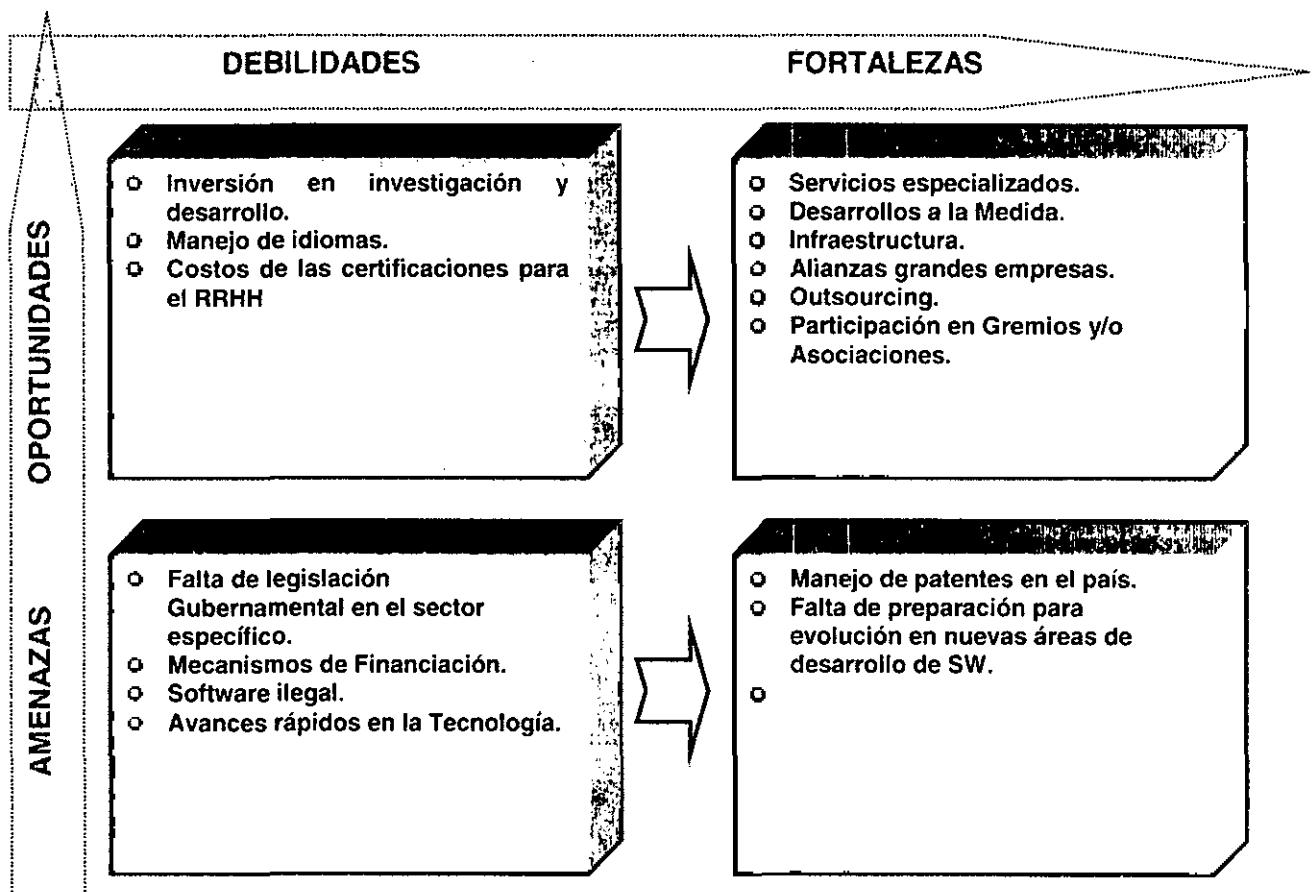 DEBILIDADES
FORTALEZAS
OPORTUNIDADES
Inversión en investigación y
desarrollo.
Manejo de idiomas.
Costos de las certificaciones para
el RRHH
Servicios especializados.
Desarrollos a la Medida.
Infraestructura.
Alianzas grandes empresas.
Outsourcing.
Participación en Gremios y/o
Asociaciones.
AMENAZAS
Falta de legislación
Gubernamental en el sector
específico.
Mecanismos de Financiación.
Software ilegal.
Avances rápidos en la Tecnología.
Manejo de patentes en el país.
Falta de preparación para
evolución en nuevas áreas de
desarrollo de SW.